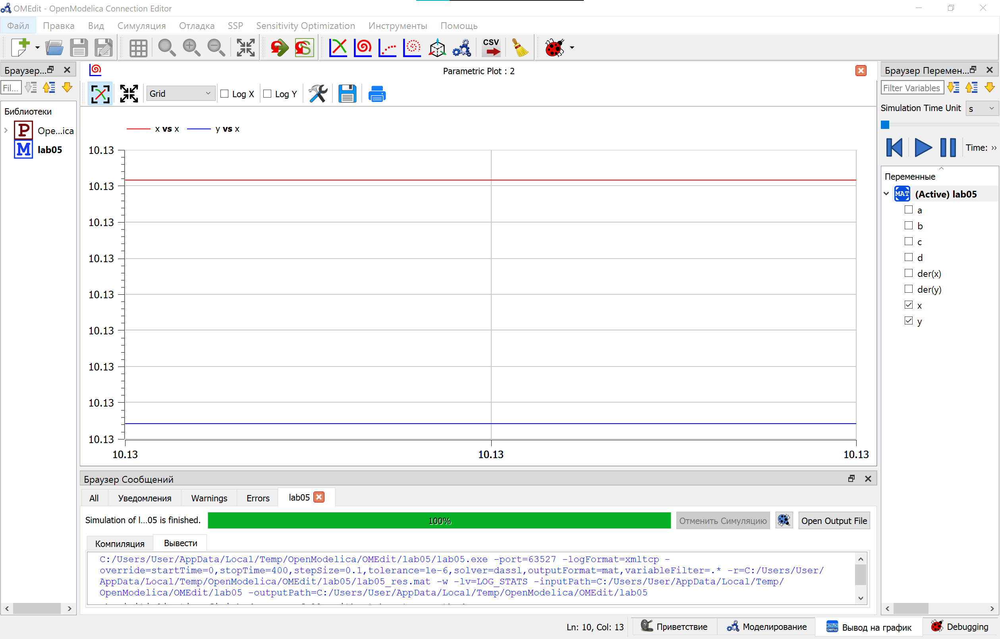 OMEdit - OpenModelica Connection Editor
Файл Правка Вид Симуляция Отладка SSP Sensitivity Optimization Инструменты Помощь
S CSV
Браузер...
Fil...
Библиотеки
P Ope...ica
M lab05
Parametric Plot : 2
Grid Log X Log Y
x vs x y vs x
10.13
10.13
10.13
10.13
10.13
10.13
10.13
10.13
10.13
10.13 10.13 10.13
Браузер Сообщений
All Уведомления Warnings Errors lab05
Simulation of l...05 is finished. 100% Отменить Симуляцию Open Output File
Компиляция Вывести
C:/Users/User/AppData/Local/Temp/OpenModelica/OMEdit/lab05/lab05.exe -port=63527 -logFormat=xmltcp -
override=startTime=0,stopTime=400,stepSize=0.1,tolerance=1e-6,solver=dassl,outputFormat=mat,variableFilter=.* -r=C:/Users/User/
AppData/Local/Temp/OpenModelica/OMEdit/lab05/lab05_res.mat -w -lv=LOG_STATS -inputPath=C:/Users/User/AppData/Local/Temp/
OpenModelica/OMEdit/lab05 -outputPath=C:/Users/User/AppData/Local/Temp/OpenModelica/OMEdit/lab05
Браузер Перемен...
Filter Variables
Simulation Time Unit s
Time: »
Переменные
MAT (Active) lab05
a
b
c
d
der(x)
der(y)
x
y
Ln: 10, Col: 13 Приветствие Моделирование OMPlot Вывод на график Debugging